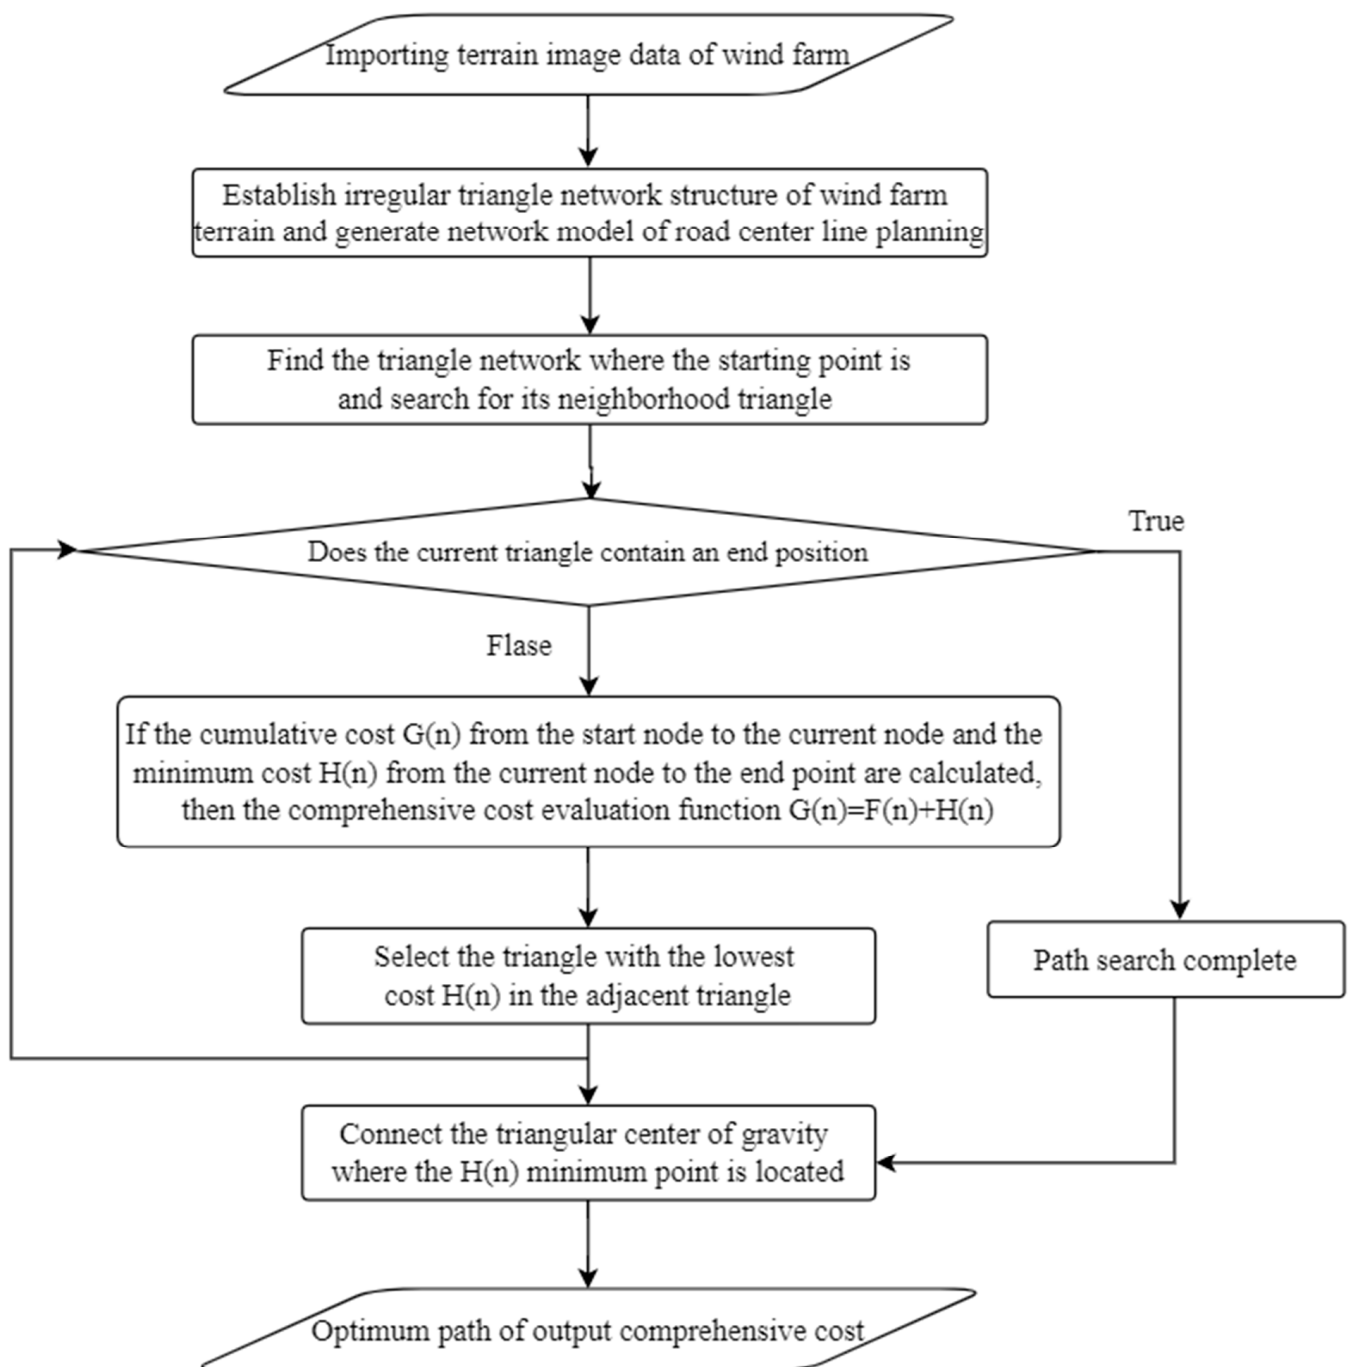 Importing terrain image data of wind farm
Establish irregular triangle network structure of wind farm
terrain and generate network model of road center line planning
Find the triangle network where the starting point is
and search for its neighborhood triangle
True
Does the current triangle contain an end position
Flase
If the cumulative cost G(n) from the start node to the current node and the
minimum cost H(n) from the current node to the end point are calculated,
then the comprehensive cost evaluation function G(n)=F(n)+H(n)
Select the triangle with the lowest
cost H(n) in the adjacent triangle
Path search complete
Connect the triangular center of gravity
where the H(n) minimum point is located
Optimum path of output comprehensive cost